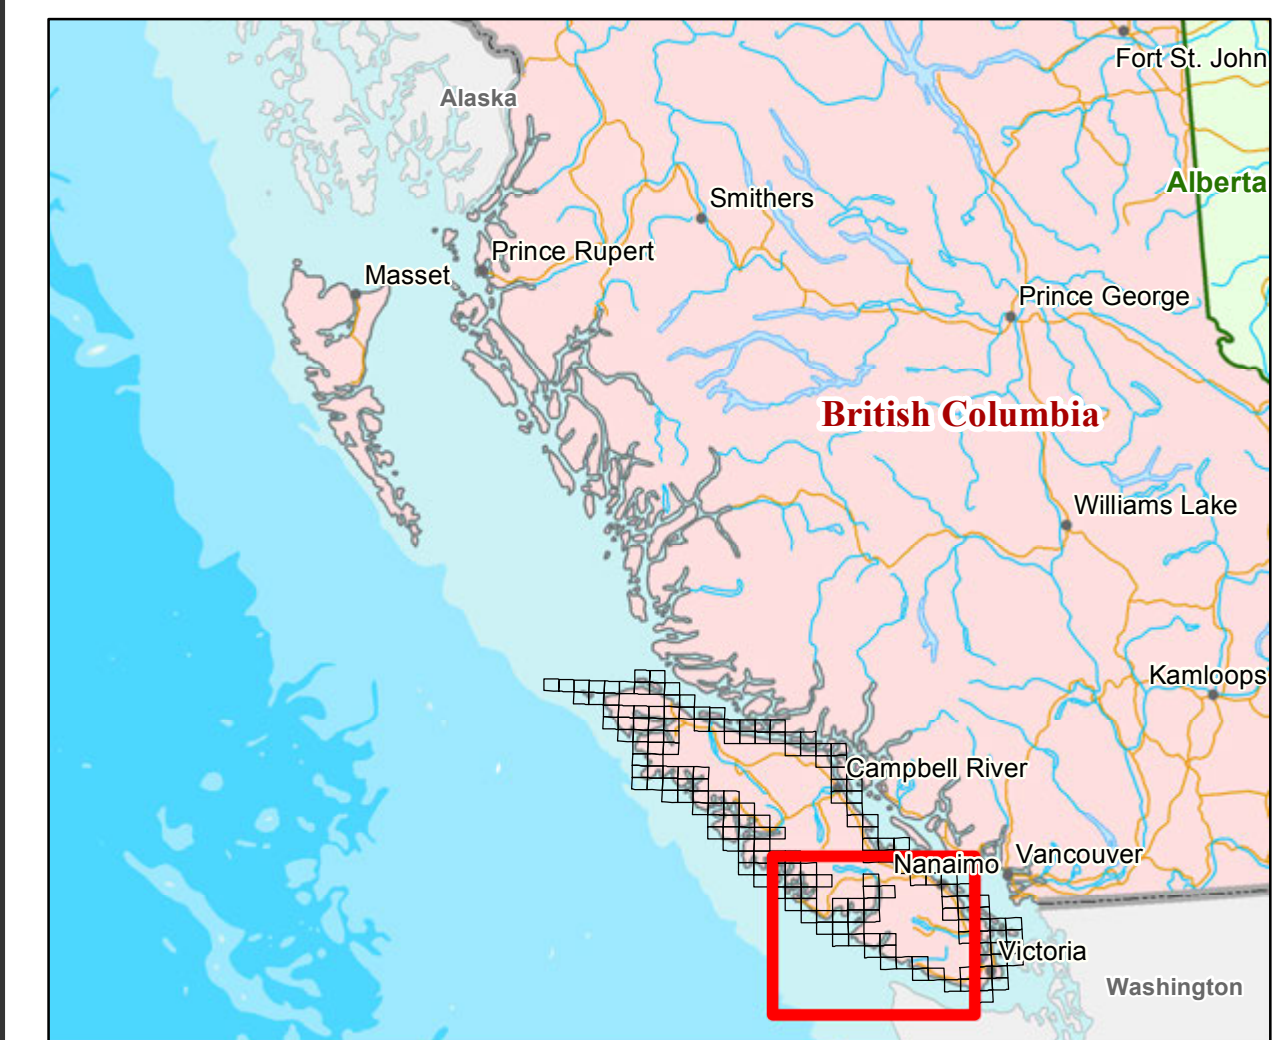 Fort St. John
Alaska
Alberta
Smithers
Prince Rupert
Masset
Prince George
British Columbia
Williams Lake
Kamloops
Campbell River
Nanaimo
Vancouver
Victoria
Washington